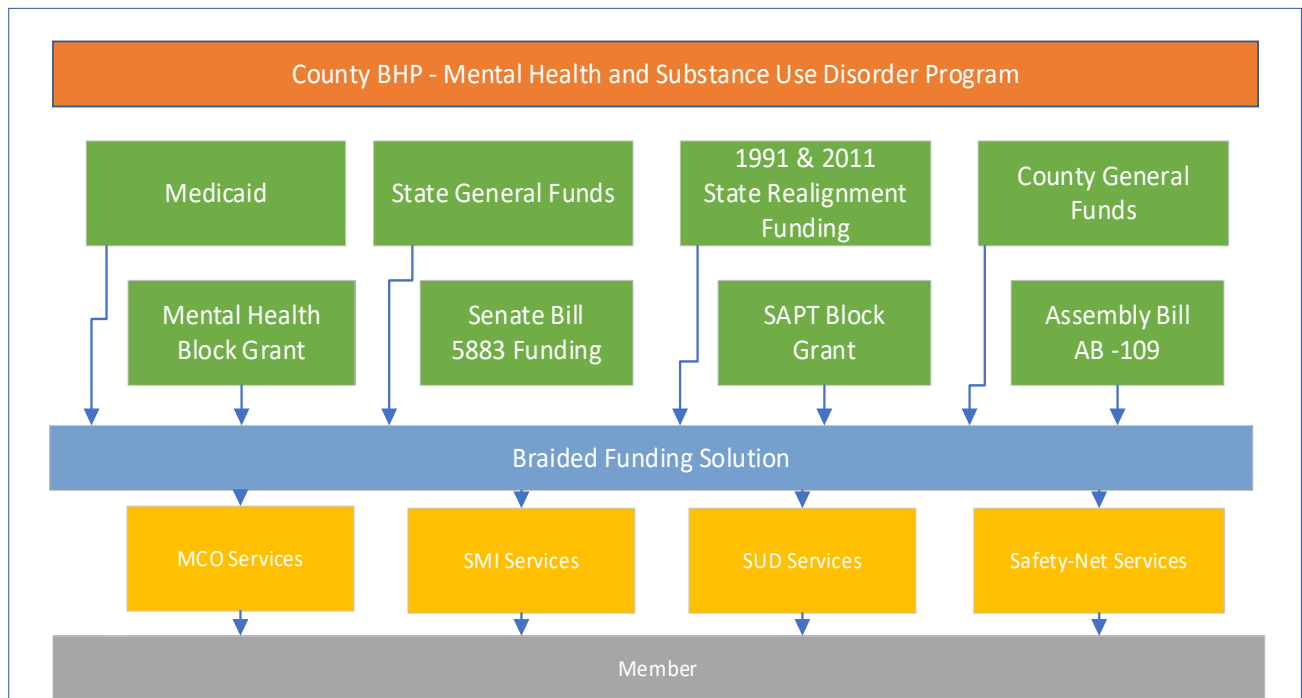 County BHP - Mental Health and Substance Use Disorder Program
Medicaid
State General Funds
1991 & 2011
State Realignment
Funding
County General
Funds
Mental Health
Block Grant
Senate Bill
5883 Funding
SAPT Block
Grant
Assembly Bill
AB -109
Braided Funding Solution
MCO Services
SMI Services
SUD Services
Safety-Net Services
Member